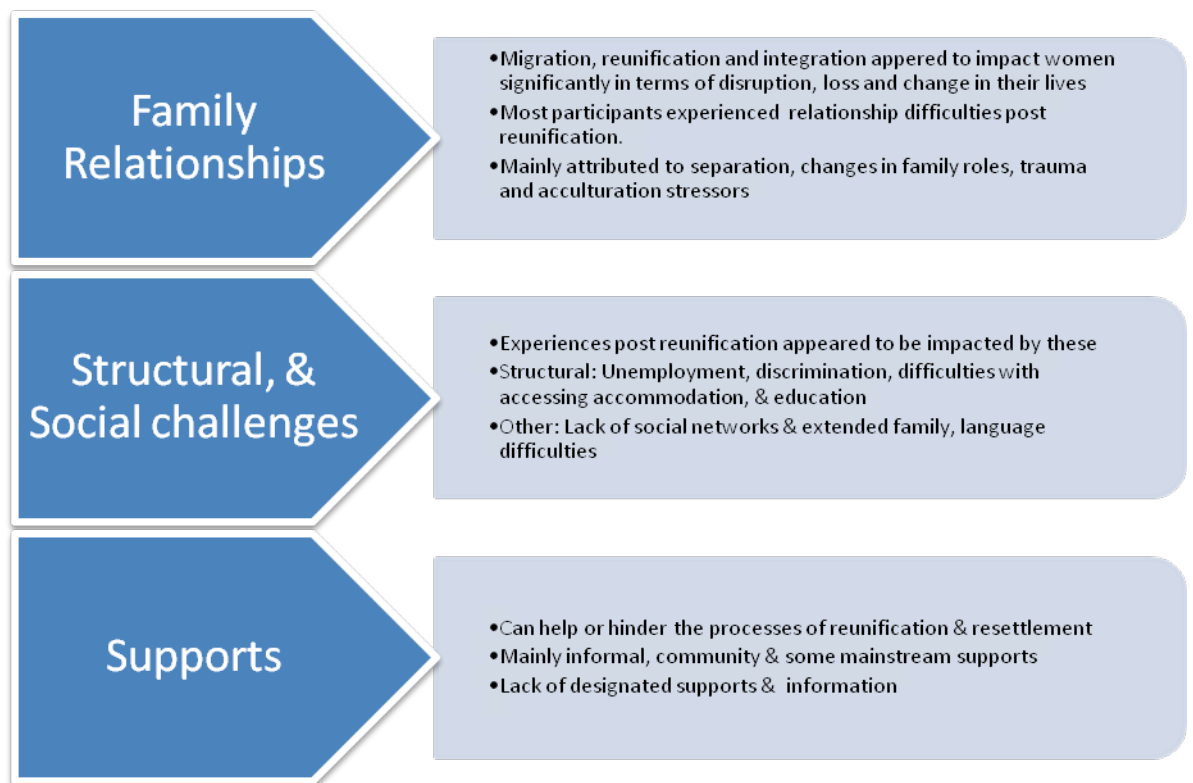 Family
Relationships
•Migration, reunification and integration appered to impact women
significantly in terms of disruption, loss and change in their lives
•Most participants experienced relationship difficulties post
reunification.
•Mainly attributed to separation, changes in family roles, trauma
and acculturation stressors
Structural, &
Social challenges
•Experiences post reunification appeared to be impacted by these
•Structural: Unemployment, discrimination, difficulties with
accessing accommodation, & education
•Other: Lack of social networks & extended family, language
difficulties
Supports
•Can help or hinder the processes of reunification & resettlement
•Mainly informal, community & some mainstream supports
•Lack of designated supports & information